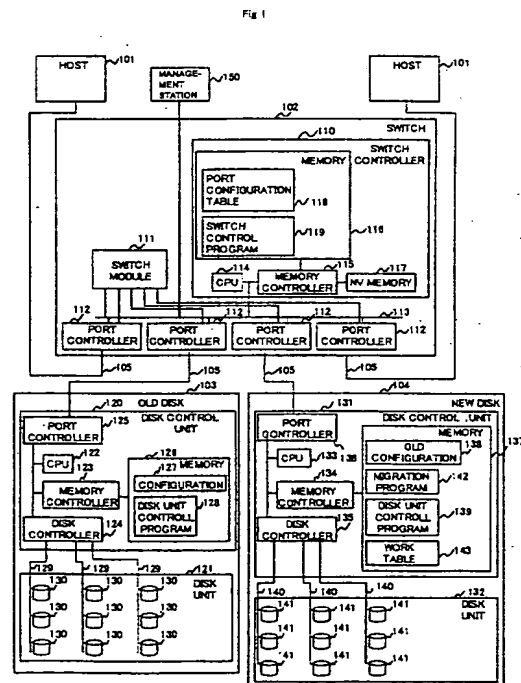 Fig 1
HOST
101
MANAGE-
MENT
STATION
150
HOST
101
102
SWITCH
110
SWITCH
CONTROLLER
MEMORY
PORT
CONFIGURATION
TABLE
118
SWITCH
CONTROL
PROGRAM
119
116
111
SWITCH
MODULE
114
CPU
115
MEMORY
CONTROLLER
117
NV MEMORY
113
112
PORT
CONTROLLER
112
PORT
CONTROLLER
112
PORT
CONTROLLER
PORT
CONTROLLER
112
105
105
105
105
103
OLD DISK
120
DISK CONTROL
UNIT
125
PORT
CONTROLLER
122
CPU
123
MEMORY
CONTROLLER
126
MEMORY
127
CONFIGURATION
128
DISK UNIT
CONTROL
PROGRAM
124
DISK
CONTROLLER
129
129
129
121
DISK
UNIT
130
130
130
130
130
130
130
130
130
104
NEW DISK
131
DISK CONTROL UNIT
PORT
CONTROLLER
136
MEMORY
OLD
CONFIGURATION
138
137
CPU
133
134
MEMORY
CONTROLLER
NIGRATION
PROGRAM
142
DISK UNIT
CONTROL
PROGRAM
139
DISK
CONTROLLER
135
WORK
TABLE
143
140
140
140
132
DISK
UNIT
141
141
141
141
141
141
141
141
141